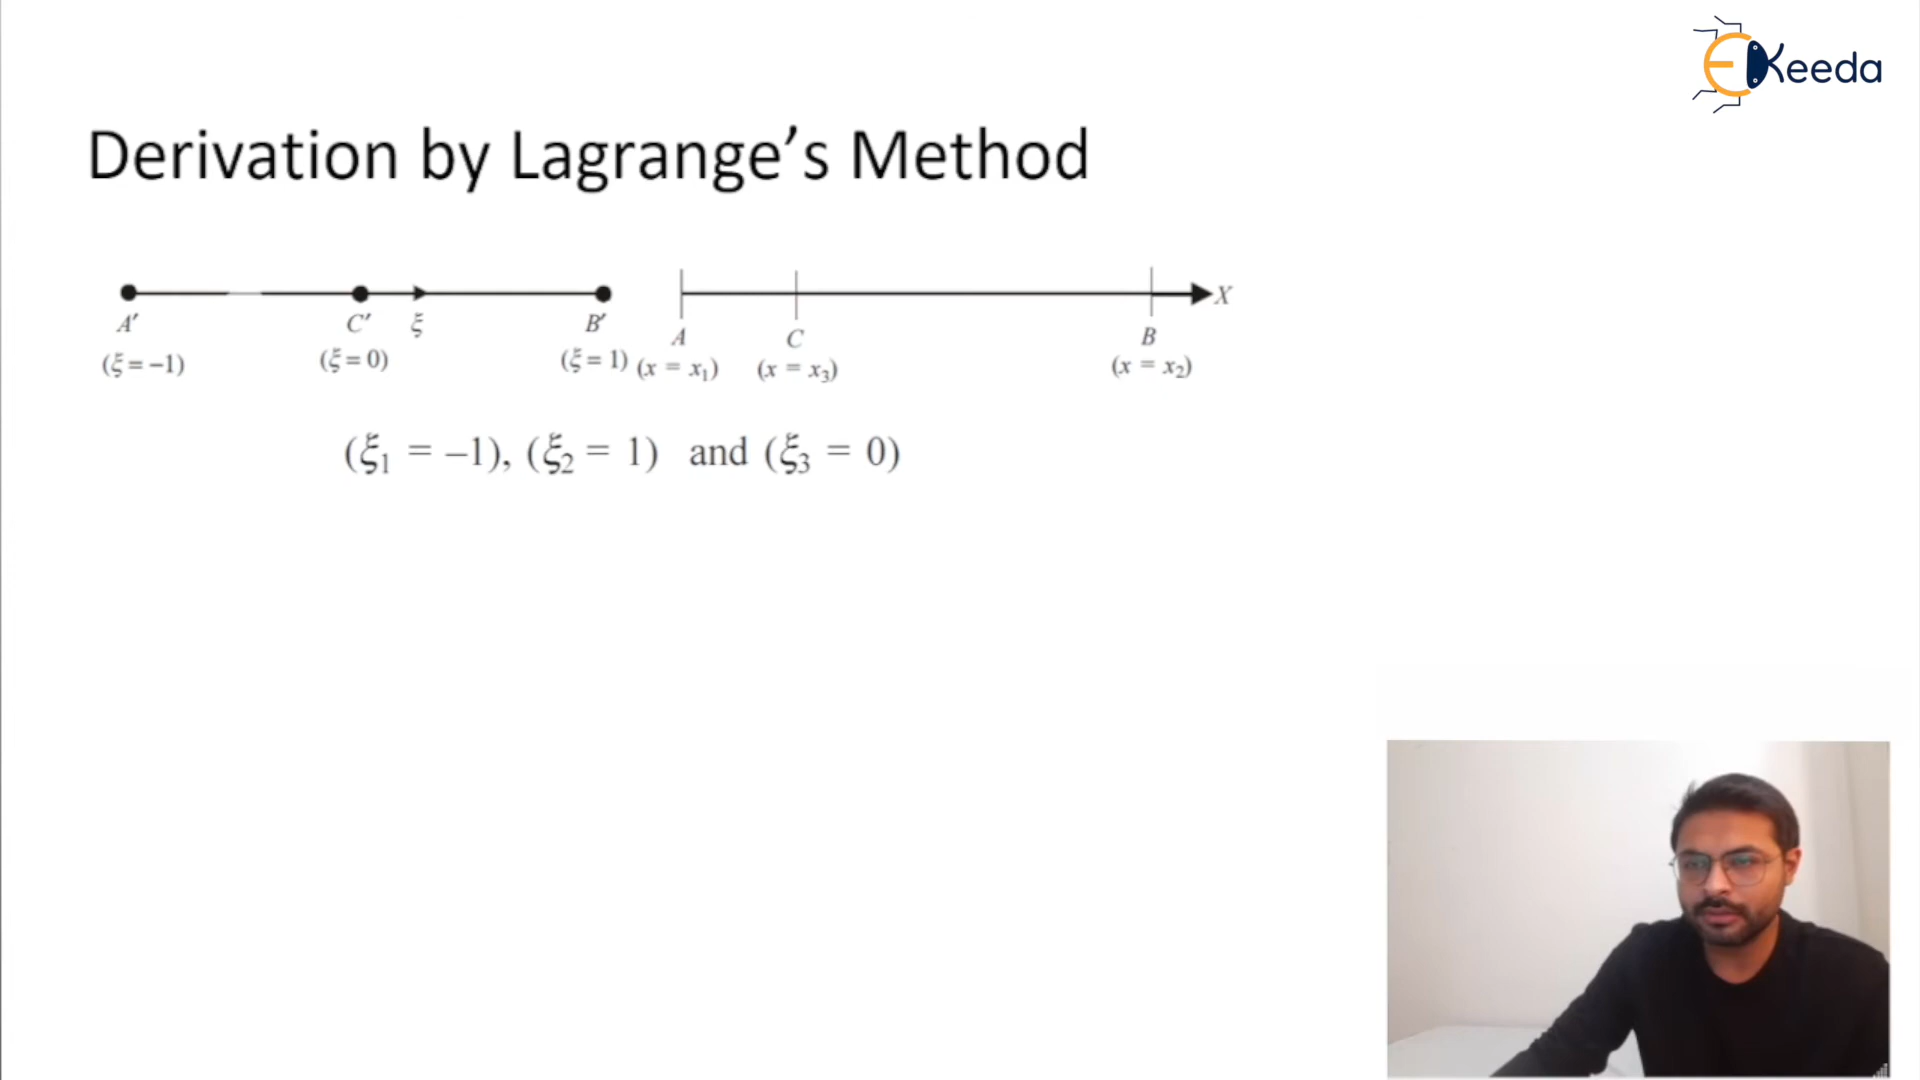 EKeeda
Derivation by Lagrange's Method
A′ C′ ξ B′
(ξ = –1) (ξ = 0) (ξ = 1)
X
A C B
(x = x₁) (x = x₃) (x = x₂)
(ξ₁ = –1), (ξ₂ = 1) and (ξ₃ = 0)